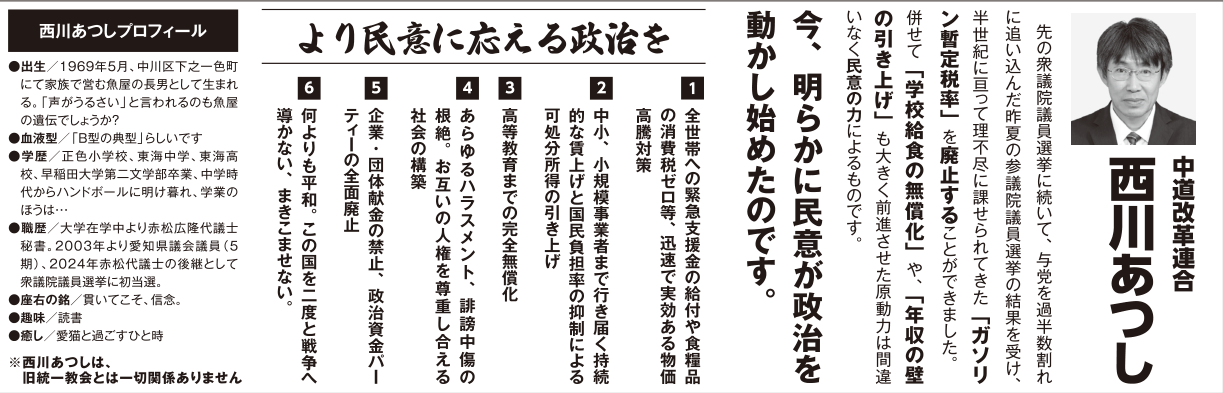 中道改革連合
西川あつし
先の衆議院議員選挙に続いて、与党を過半数割れ
に追い込んだ昨夏の参議院議員選挙の結果を受け、
半世紀に亘って理不尽に課せられてきた「ガソリ
ン暫定税率」を廃止することができました。
併せて「学校給食の無償化」や、「年収の壁
の引き上げ」も大きく前進させた原動力は間違
いなく民意の力によるものです。
今、明らかに民意が政治を
動かし始めたのです。
より民意に応える政治を
1 全世帯への緊急支援金の給付や食糧品
の消費税ゼロ等、迅速で実効ある物価
高騰対策
2 中小、小規模事業者まで行き届く持続
的な賃上げと国民負担率の抑制による
可処分所得の引き上げ
3 高等教育までの完全無償化
4 あらゆるハラスメント、誹謗中傷の
根絶。お互いの人権を尊重し合える
社会の構築
5 企業・団体献金の禁止、政治資金パー
ティーの全面廃止
6 何よりも平和。この国を二度と戦争へ
導かない、まきこませない。
西川あつしプロフィール
●出生／1969年5月、中川区下之一色町
にて家族で営む魚屋の長男として生まれ
る。「声がうるさい」と言われるのも魚屋
の遺伝でしょうか?
●血液型／「B型の典型」らしいです
●学歴／正色小学校、東海中学、東海高
校、早稲田大学第二文学部卒業、中学時
代からハンドボールに明け暮れ、学業の
ほうは…
●職歴／大学在学中より赤松広隆代議士
秘書。2003年より愛知県議会議員（5
期）、2024年赤松代議士の後継として
衆議院議員選挙に初当選。
●座右の銘／貫いてこそ、信念。
●趣味／読書
●癒し／愛猫と過ごすひと時
※西川あつしは、
旧統一教会とは一切関係ありません